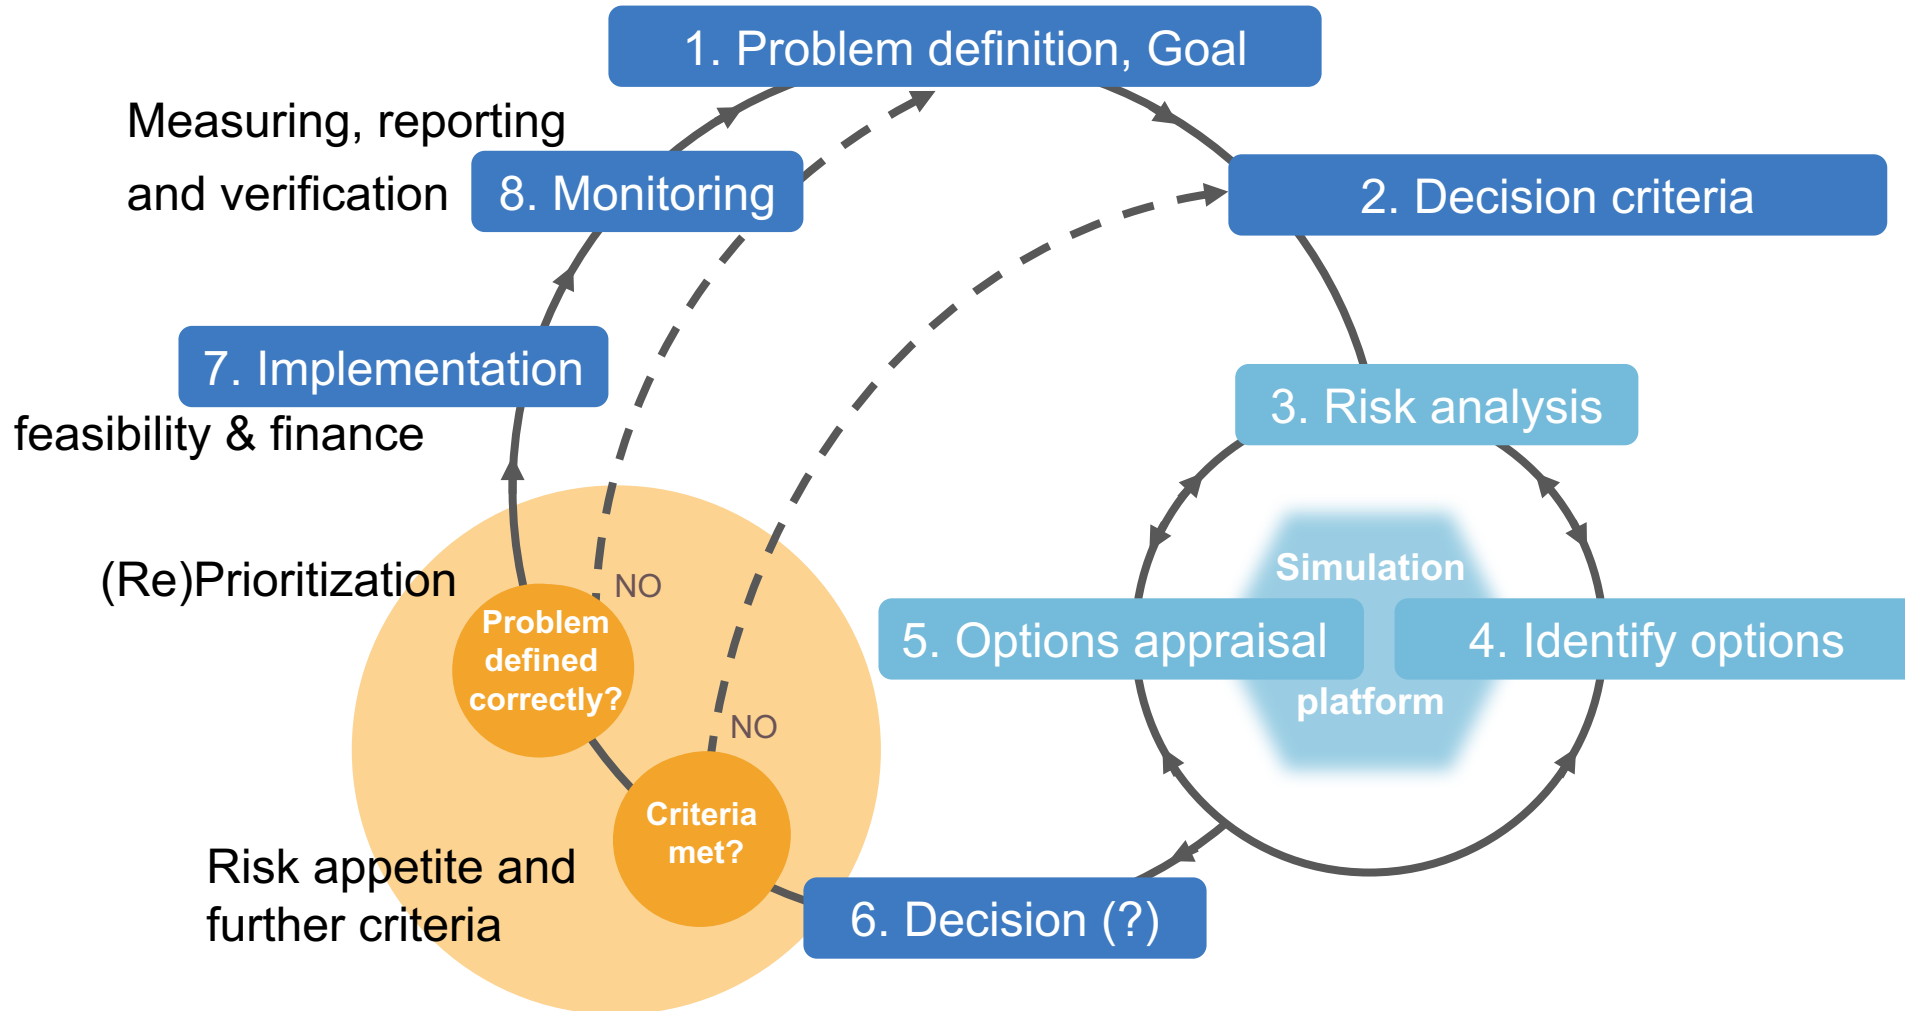 1. Problem definition, Goal
Measuring, reporting
and verification
8. Monitoring
2. Decision criteria
7. Implementation
feasibility & finance
3. Risk analysis
(Re)Prioritization
NO
Problem
defined
correctly?
Simulation
platform
5. Options appraisal
4. Identify options
NO
Criteria
met?
Risk appetite and
further criteria
6. Decision (?)